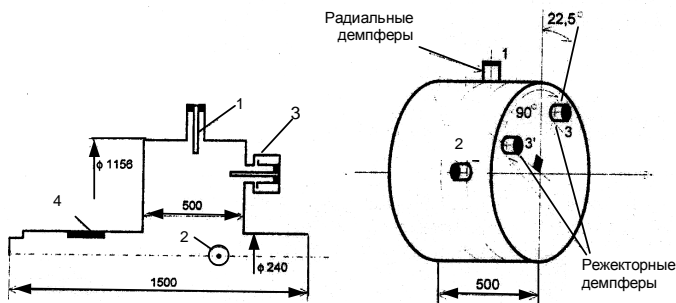 Радиальные
демпферы
22,5°
1
1
3
90°
3
ϕ 1156
2
3'
4
500
2
ϕ 240
1500
500
Режекторные
демпферы